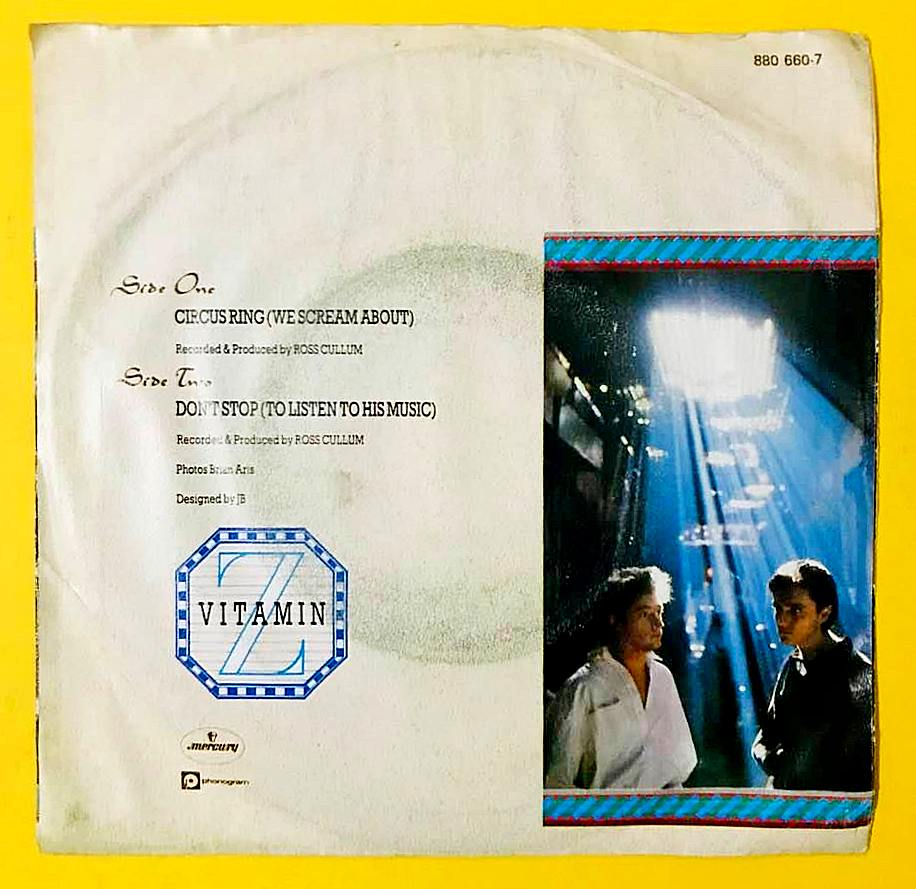 880 660-7
Side One
CIRCUS RING (WE SCREAM ABOUT)
Recorded & Produced by ROSS CULLUM
Side Two
DON'T STOP (TO LISTEN TO HIS MUSIC)
Recorded & Produced by ROSS CULLUM
Photos Brian Aris
Designed by JB
Z
VITAMIN
mercury
phonogram